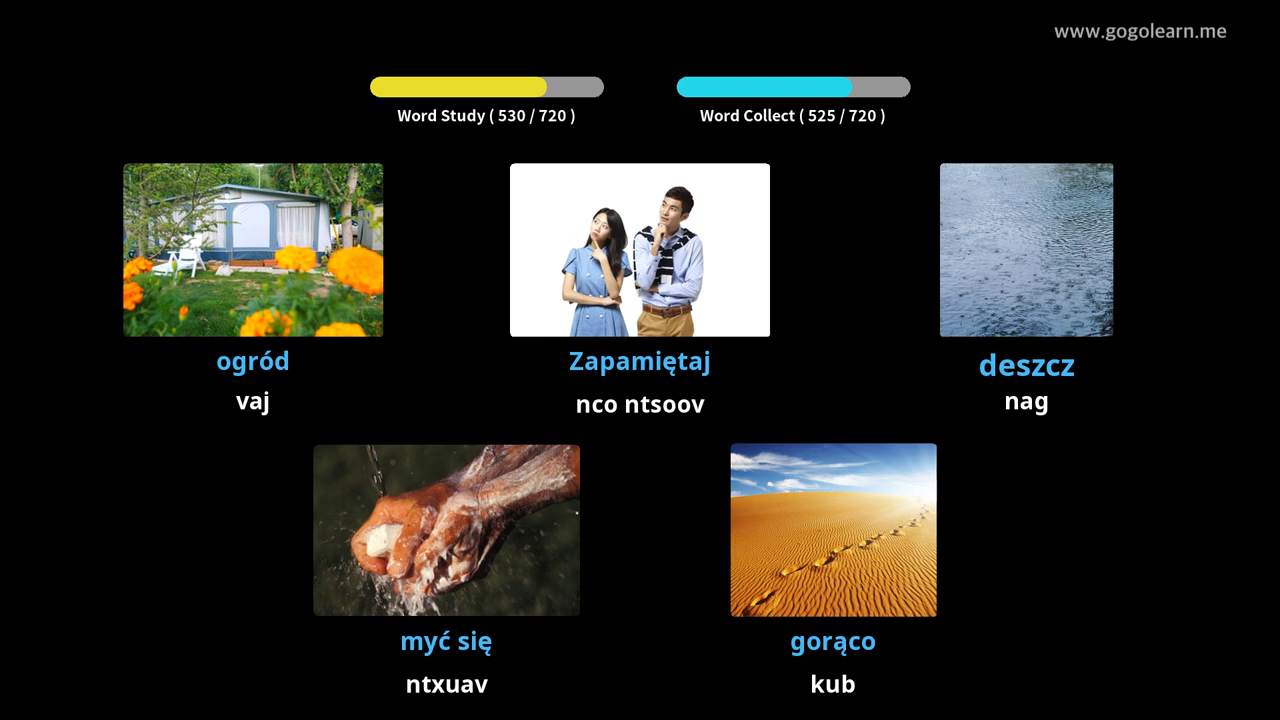 www.gogolearn.me
Word Study ( 530 / 720 )
Word Collect ( 525 / 720 )
ogród
vaj
Zapamiętaj
nco ntsoov
deszcz
nag
myć się
ntxuav
gorąco
kub